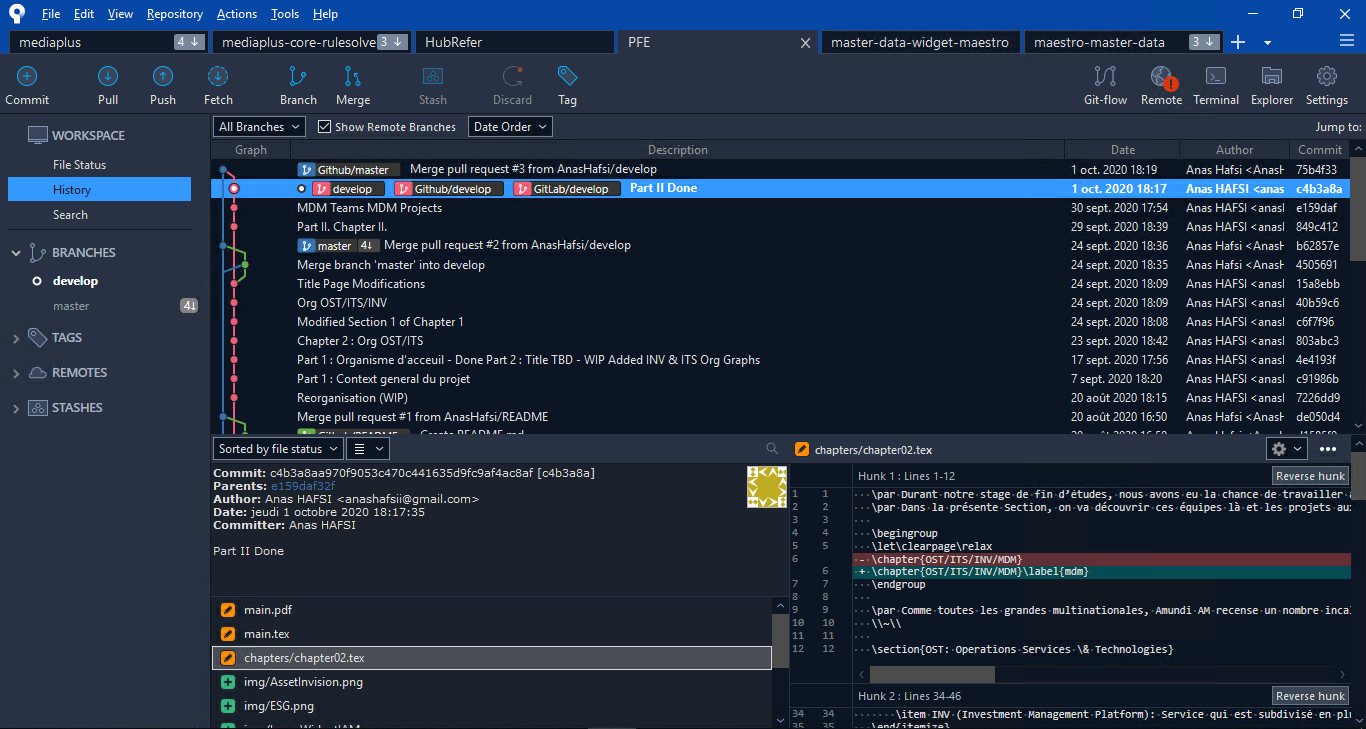 File Edit View Repository Actions Tools Help
mediaplus 4↓ mediaplus-core-rulesolve 3↓ HubRefer PFE master-data-widget-maestro maestro-master-data 3↓
Commit Pull Push Fetch Branch Merge Stash Discard Tag Git-flow Remote Terminal Explorer Settings
WORKSPACE
File Status
History
Search
BRANCHES
develop
master 4↓
TAGS
REMOTES
STASHES
All Branches Show Remote Branches Date Order Jump to:
Graph Description Date Author Commit
Github/master Merge pull request #3 from AnasHafsi/develop 1 oct. 2020 18:19 Anas Hafsi <AnasH 75b4f33
develop Github/develop GitLab/develop Part II Done 1 oct. 2020 18:17 Anas HAFSI <anas c4b3a8a
MDM Teams MDM Projects 30 sept. 2020 17:54 Anas HAFSI <anasl e159daf
Part II. Chapter II. 29 sept. 2020 18:39 Anas HAFSI <anasl 849c412
master 4↓ Merge pull request #2 from AnasHafsi/develop 24 sept. 2020 18:36 Anas Hafsi <AnasH b62857e
Merge branch 'master' into develop 24 sept. 2020 18:35 Anas Hafsi <AnasH 4505691
Title Page Modifications 24 sept. 2020 18:09 Anas HAFSI <anasl 15a8ebb
Org OST/ITS/INV 24 sept. 2020 18:09 Anas HAFSI <anasl 40b59c6
Modified Section 1 of Chapter 1 24 sept. 2020 18:08 Anas HAFSI <anasl c6f7f96
Chapter 2 : Org OST/ITS 23 sept. 2020 18:42 Anas HAFSI <anasl 803abc3
Part 1 : Organisme d'acceuil - Done Part 2 : Title TBD - WIP Added INV & ITS Org Graphs 17 sept. 2020 17:56 Anas HAFSI <anasl 4e4193f
Part 1 : Context general du projet 7 sept. 2020 18:20 Anas HAFSI <anasl c91986b
Reorganisation (WIP) 20 août 2020 18:15 Anas HAFSI <anasl 7226dd9
Merge pull request #1 from AnasHafsi/README 20 août 2020 16:50 Anas Hafsi <AnasH de050d4
Sorted by file status
Commit: c4b3a8aa970f9053c470c441635d9fc9af4ac8af [c4b3a8a]
Parents: e159daf32f
Author: Anas HAFSI <anashafsii@gmail.com>
Date: jeudi 1 octobre 2020 18:17:35
Committer: Anas HAFSI
Part II Done
main.pdf
main.tex
chapters/chapter02.tex
img/AssetInvision.png
img/ESG.png
chapters/chapter02.tex
Hunk 1 : Lines 1-12 Reverse hunk
1 1 \par Durant notre stage de fin d'études, nous avons eu la chance de travailler
2 2 \par Dans la présente Section, on va découvrir ces équipes là et les projets au
3 3
4 4 \begingroup
5 5 \let\clearpage\relax
6 - \chapter{OST/ITS/INV/MDM}
6 + \chapter{OST/ITS/INV/MDM}\label{mdm}
7 7 \endgroup
8 8
9 9 \par Comme toutes les grandes multinationales, Amundi AM recense un nombre inca
10 10 \\~\\
11 11
12 12 \section{OST: Operations Services \& Technologies}
Hunk 2 : Lines 34-46 Reverse hunk
34 34 \item INV (Investment Management Platform): Service qui est subdivisé en pl
35 35 \end{itemize}